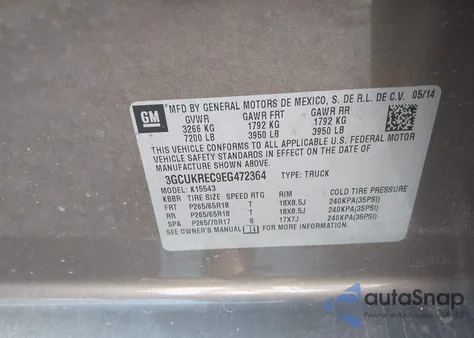 GM
MFD BY GENERAL MOTORS DE MEXICO, S. DE R.L. DE C.V. 05/14
GVWR GAWR FRT GAWR RR
3266 KG 1792 KG 1792 KG
7200 LB 3950 LB 3950 LB
THIS VEHICLE CONFORMS TO ALL APPLICABLE U.S. FEDERAL MOTOR
VEHICLE SAFETY STANDARDS IN EFFECT ON THE DATE OF
MANUFACTURE SHOWN ABOVE.
3GCUKREC9EG472364 TYPE: TRUCK
MODEL: K15543
KBBR TIRE SIZE SPEED RTG RIM COLD TIRE PRESSURE
FRT P265/65R18 T 18X8.5J 240KPA(35PSI)
RR P265/65R18 T 18X8.5J 240KPA(35PSI)
SPA P265/70R17 S 17X7J 240KPA(35PSI)
SEE OWNER'S MANUAL FOR MORE INFORMATION
autoSnap